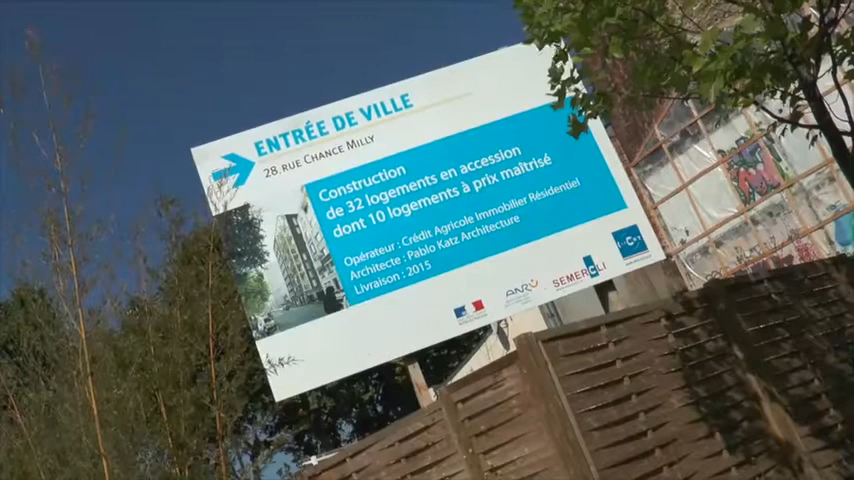 ENTRÉE DE VILLE
28, RUE CHANCE MILLY
Construction
de 32 logements en accession
dont 10 logements à prix maîtrisé
Opérateur : Crédit Agricole Immobilier Résidentiel
Architecte : Pablo Katz Architecture
Livraison : 2015
ANRU
SEMERCLI